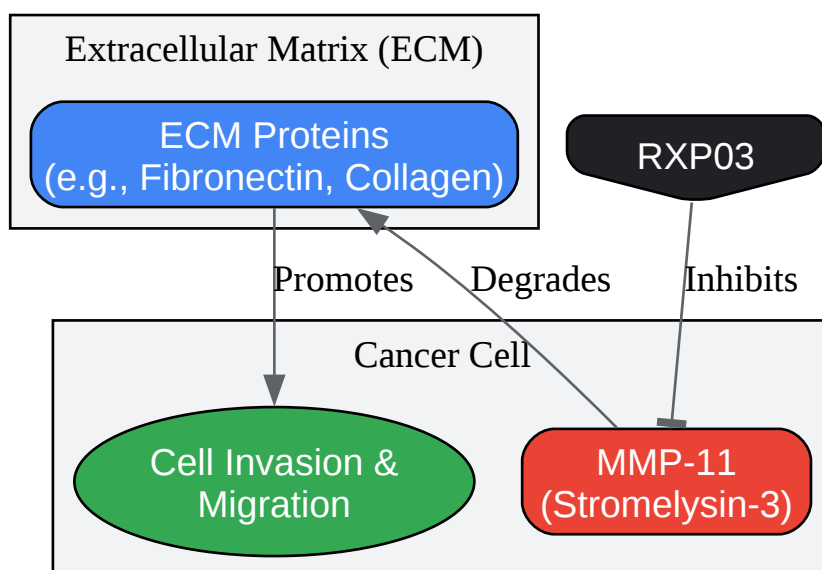 Extracellular Matrix (ECM)
ECM Proteins
(e.g., Fibronectin, Collagen)
RXP03
Promotes
Degrades
Inhibits
Cancer Cell
Cell Invasion &
Migration
MMP-11
(Stromelysin-3)